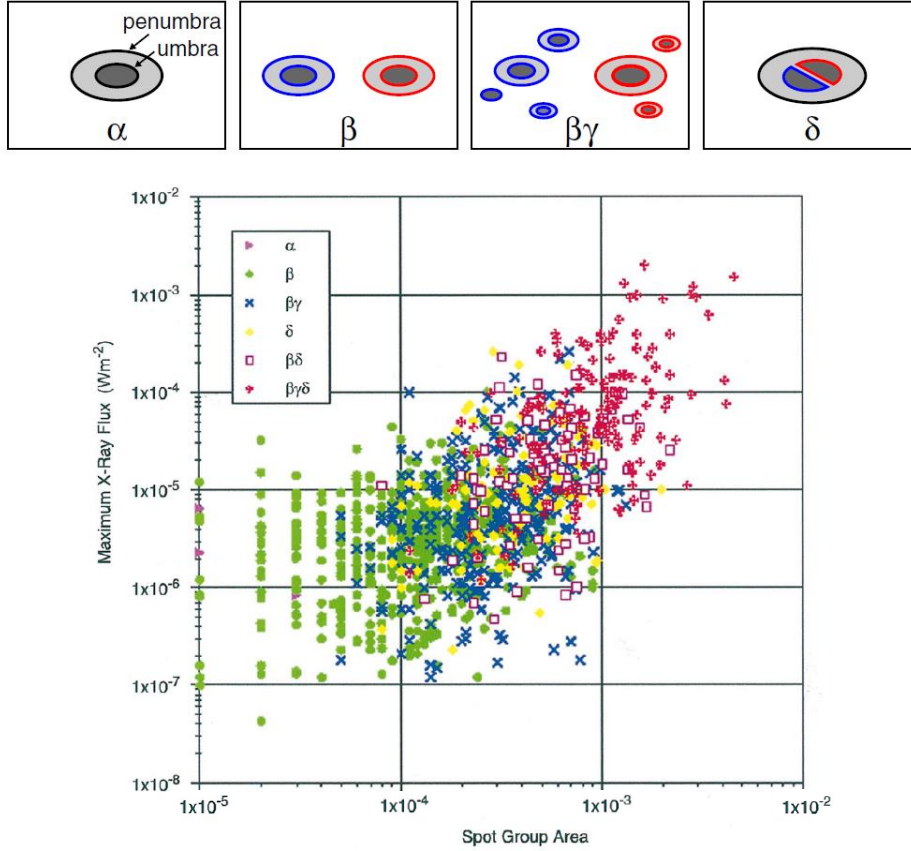 penumbra
umbra
α
β
βγ
δ
1x10⁻²
1x10⁻³
1x10⁻⁴
1x10⁻⁵
1x10⁻⁶
1x10⁻⁷
1x10⁻⁸
Maximum X-Ray Flux (Wm⁻²)
α
β
βγ
δ
βδ
βγδ
1x10⁻⁵
1x10⁻⁴
1x10⁻³
1x10⁻²
Spot Group Area